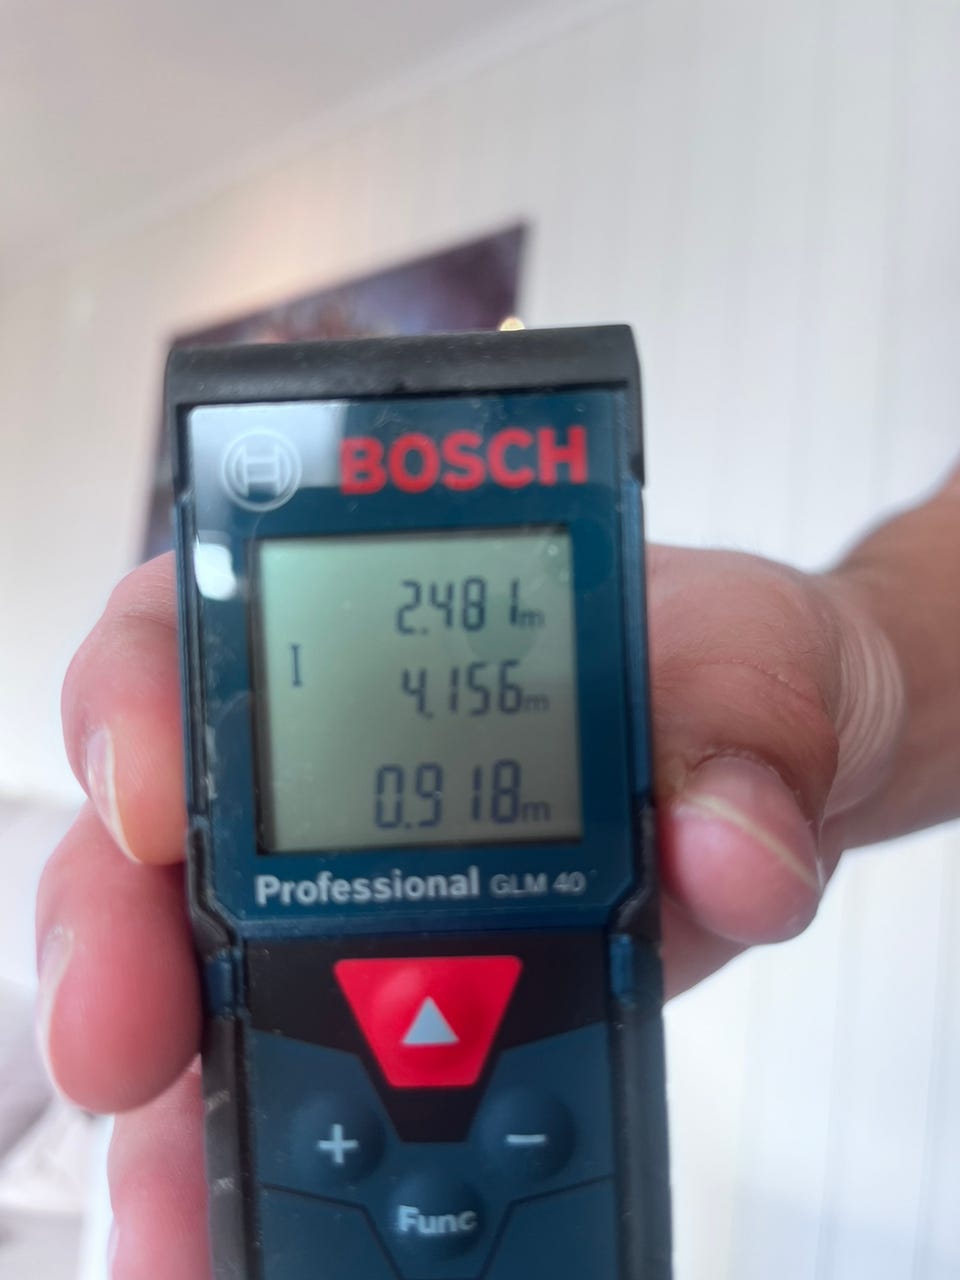 BOSCH
2.481m
I
4.156m
0.918m
Professional GLM 40
+ −
Func